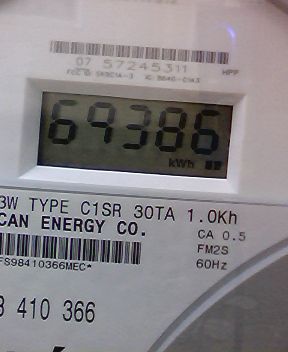 07 57245311
HPF
69386
kWh
3W TYPE C1SR 30TA 1.0Kh
CAN ENERGY CO.
CA 0.5
FM2S
60Hz
FS98410366MEC*
410 366